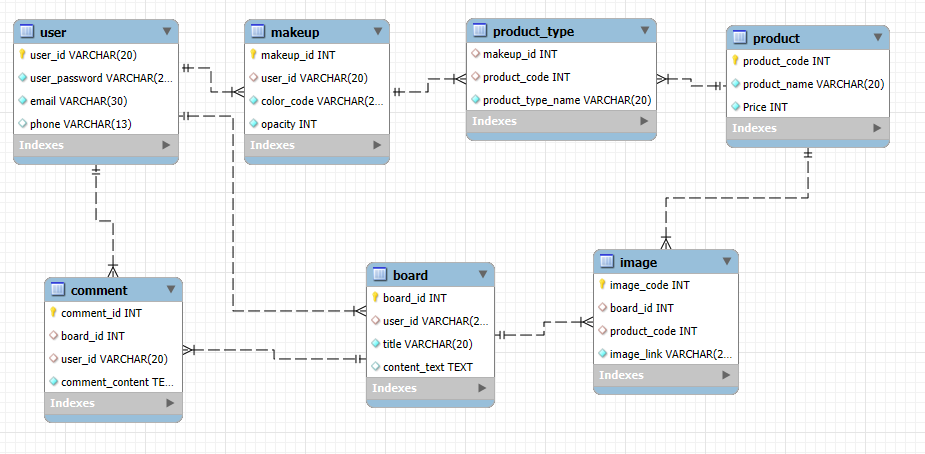 user
user_id VARCHAR(20)
user_password VARCHAR(2...
email VARCHAR(30)
phone VARCHAR(13)
Indexes
makeup
makeup_id INT
user_id VARCHAR(20)
color_code VARCHAR(2...
opacity INT
Indexes
product_type
makeup_id INT
product_code INT
product_type_name VARCHAR(20)
Indexes
product
product_code INT
product_name VARCHAR(20)
Price INT
Indexes
comment
comment_id INT
board_id INT
user_id VARCHAR(20)
comment_content TE...
Indexes
board
board_id INT
user_id VARCHAR(2...
title VARCHAR(20)
content_text TEXT
Indexes
image
image_code INT
board_id INT
product_code INT
image_link VARCHAR(2...
Indexes